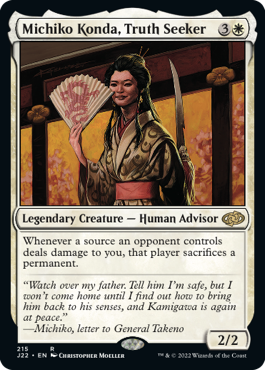 Michiko Konda, Truth Seeker 3
Legendary Creature — Human Advisor
Whenever a source an opponent controls
deals damage to you, that player sacrifices a
permanent.
“Watch over my father. Tell him I’m safe, but I
won’t come home until I find out how to bring
him back to his senses, and Kamigawa is again
at peace.”
—Michiko, letter to General Takeno
2/2
215 R
J22 • EN Christopher Moeller
™ & © 2022 Wizards of the Coast